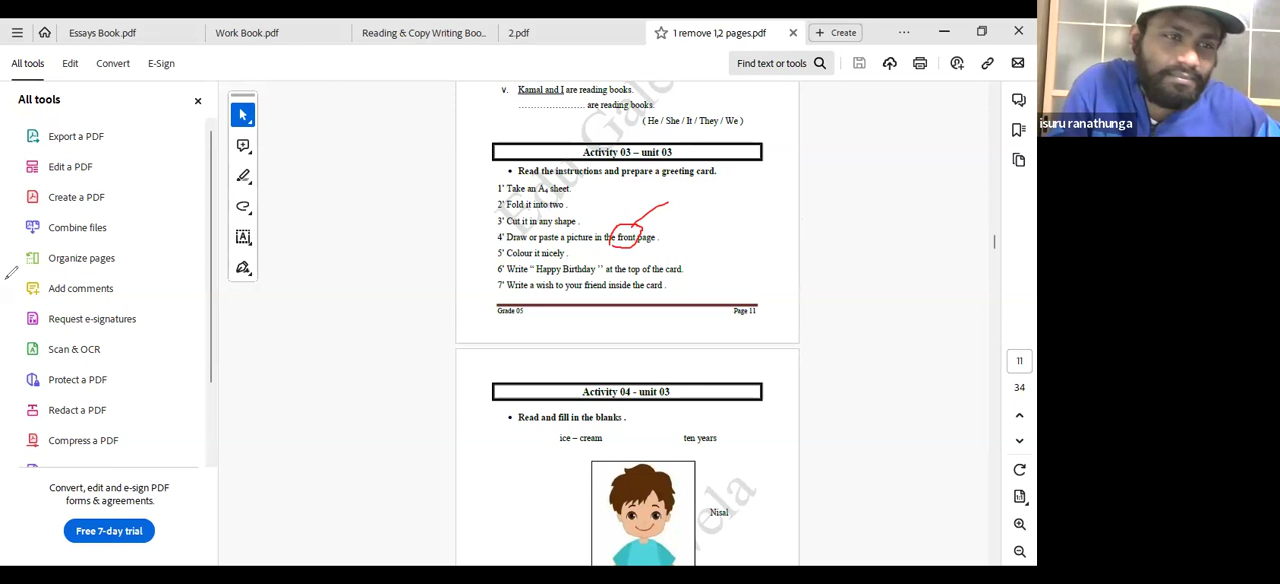 Essays Book.pdf
Work Book.pdf
Reading & Copy Writing Boo...
2.pdf
1 remove 1,2 pages.pdf
+ Create
All tools
Edit
Convert
E-Sign
Find text or tools
All tools
Export a PDF
Edit a PDF
Create a PDF
Combine files
Organize pages
Add comments
Request e-signatures
Scan & OCR
Protect a PDF
Redact a PDF
Compress a PDF
Convert, edit and e-sign PDF
forms & agreements.
Free 7-day trial
v. Kamal and I are reading books.
........................ are reading books.
( He / She / It / They / We )
Activity 03 – unit 03
• Read the instructions and prepare a greeting card.
1' Take an A4 sheet.
2' Fold it into two .
3' Cut it in any shape .
4' Draw or paste a picture in the front page .
5' Colour it nicely .
6' Write “ Happy Birthday ” at the top of the card.
7' Write a wish to your friend inside the card .
Grade 05 Page 11
Activity 04 - unit 03
• Read and fill in the blanks .
ice – cream ten years
Nisal
11
34
isuru ranathunga